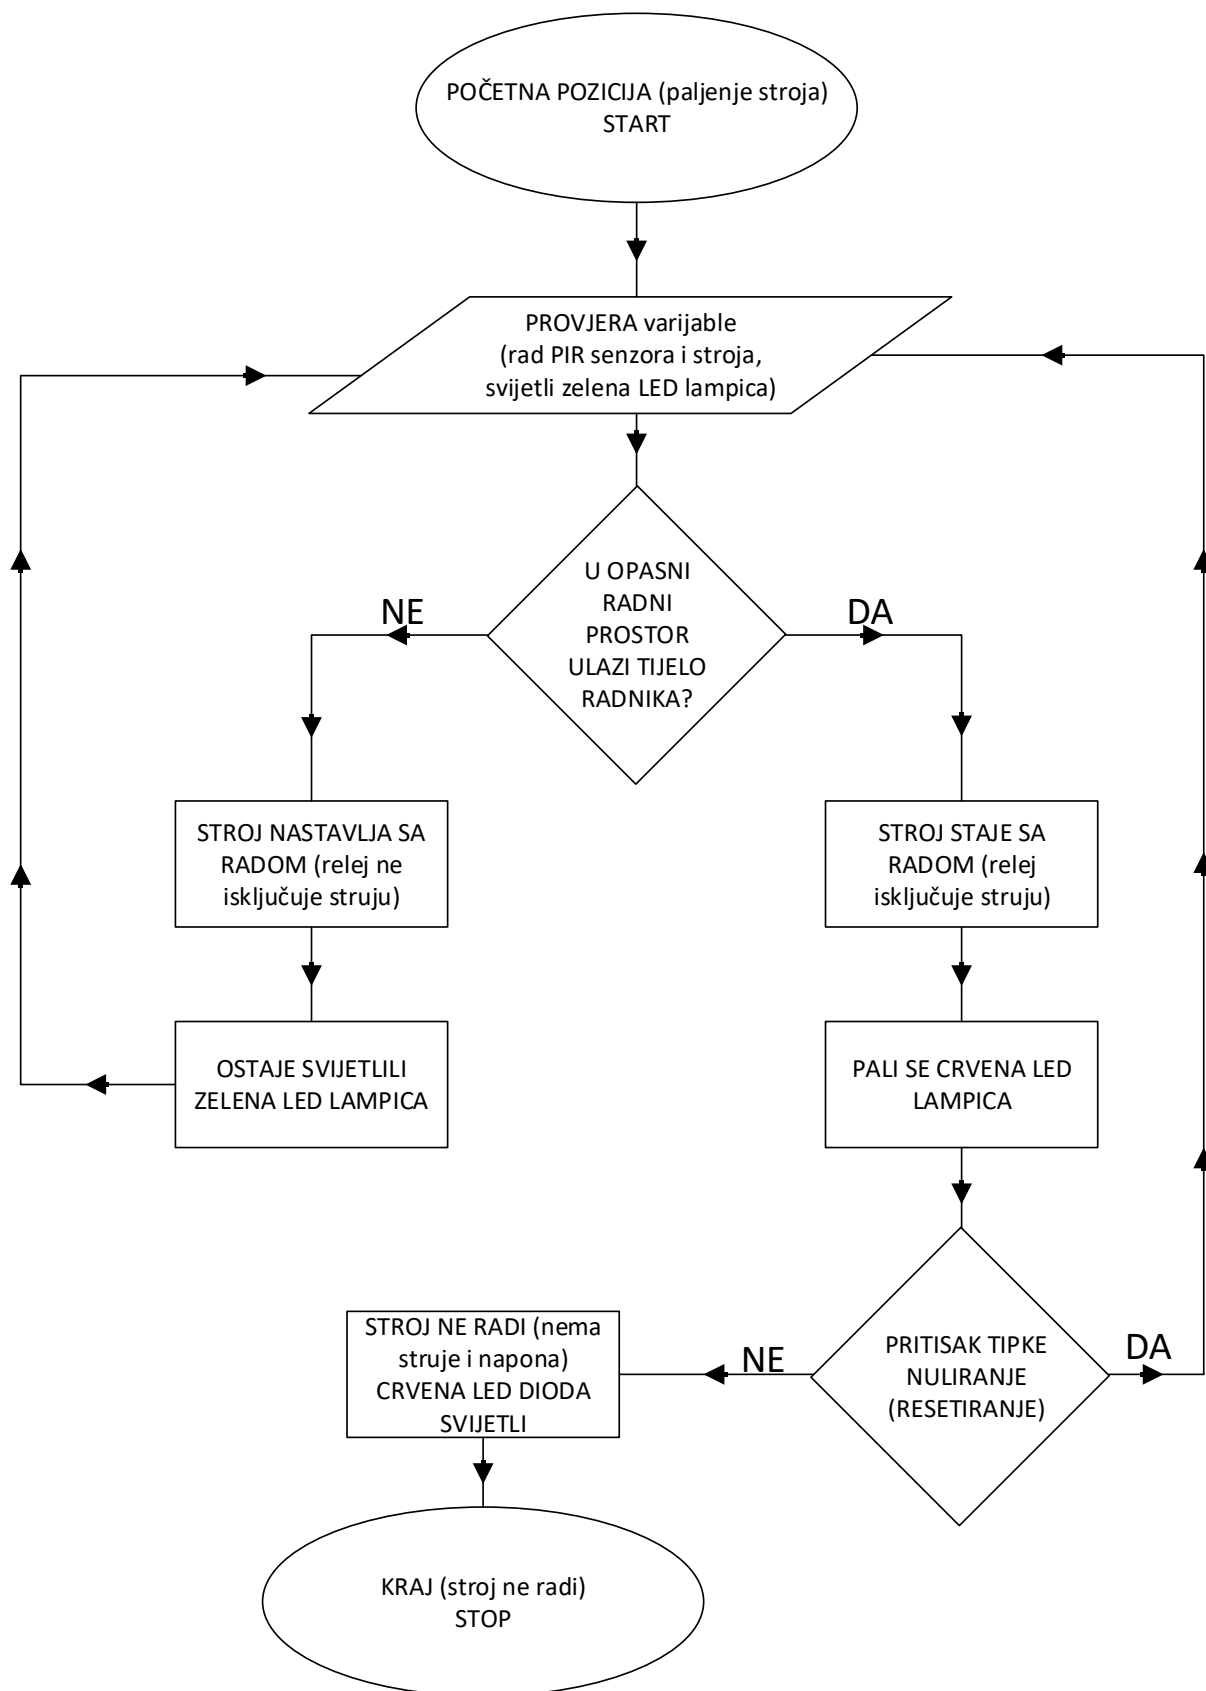 POČETNA POZICIJA (paljenje stroja)
START
PROVJERA varijable
(rad PIR senzora i stroja,
svijetli zelena LED lampica)
U OPASNI
RADNI
PROSTOR
ULAZI TIJELO
RADNIKA?
NE
DA
STROJ NASTAVLJA SA
RADOM (relej ne
isključuje struju)
STROJ STAJE SA
RADOM (relej
isključuje struju)
OSTAJE SVIJETLILI
ZELENA LED LAMPICA
PALI SE CRVENA LED
LAMPICA
PRITISAK TIPKE
NULIRANJE
(RESETIRANJE)
NE
DA
STROJ NE RADI (nema
struje i napona)
CRVENA LED DIODA
SVIJETLI
KRAJ (stroj ne radi)
STOP